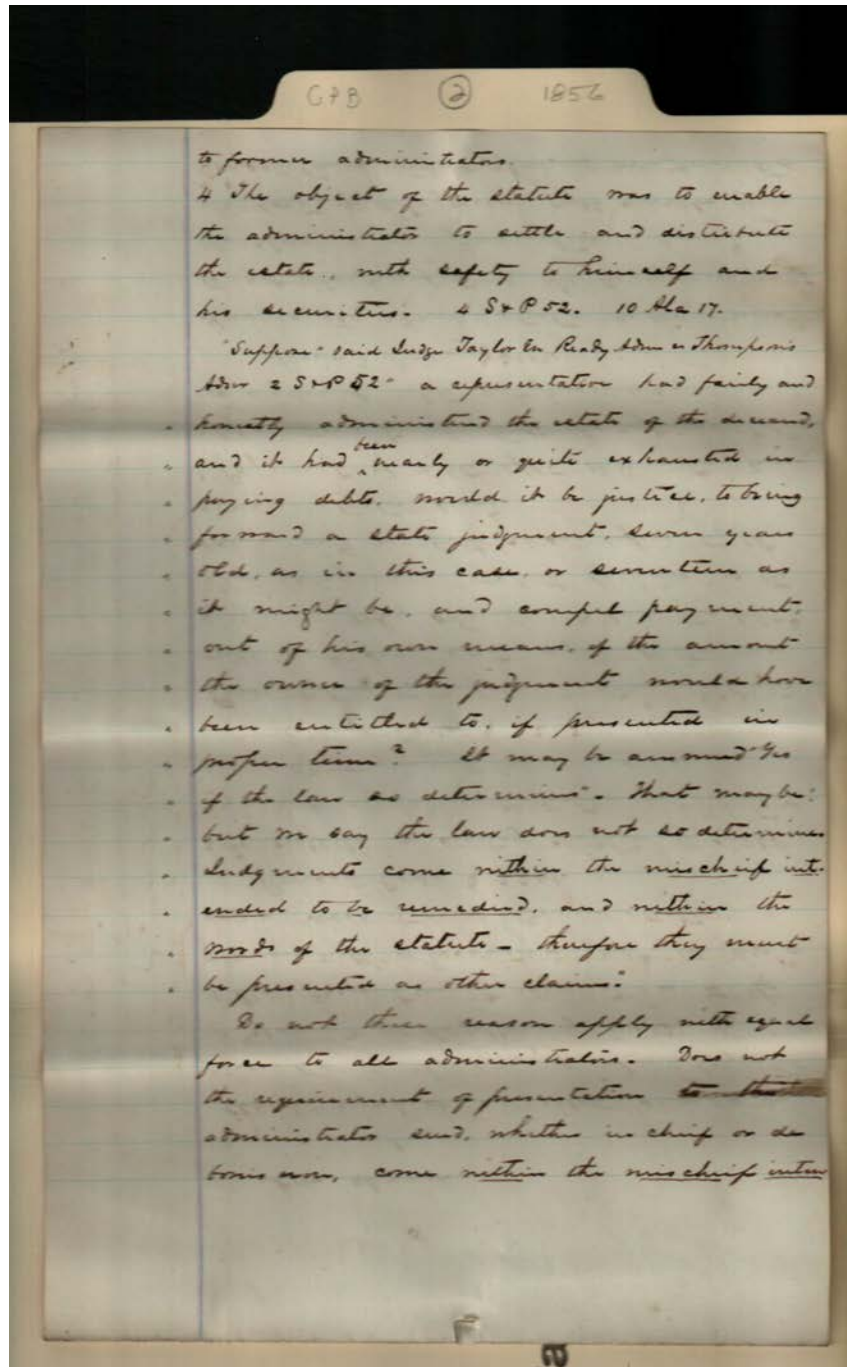 GPB (2) 1856
to former administrators.
4 The object of the statute was to enable
the administrator to settle and distribute
the estate, with safety to himself and
his securities. 4 S&P 52. 10 Ala 17.
"Suppose" said Judge Taylor in Ready Admr vs Thompson's
Admr 2 S&P 52 - a representative had fairly and
" honestly administered the estate of the deceased,
" and it had been nearly or quite exhausted in
" paying debts. would it be justice, to bring
" forward a state judgment, seven years
" old, as in this case, or seventeen as
" it might be, and compel payment,
" out of his own means, of the amount
" the owner of the judgment would have
" been entitled to, if presented in
" proper time? It may be answered "Yes
" if the law so determines". That may be:
" but we say the law does not so determine
" Judgments come within the mischief int-
" ended to be remedied, and within the
" words of the statute - therefore they must
" be presented as other claims."
Do not these reason apply with equal
force to all administrators. Does not
the requirement of presentation to the
administrator sued, whether in chief or de
bonis non, come within the mischief inten